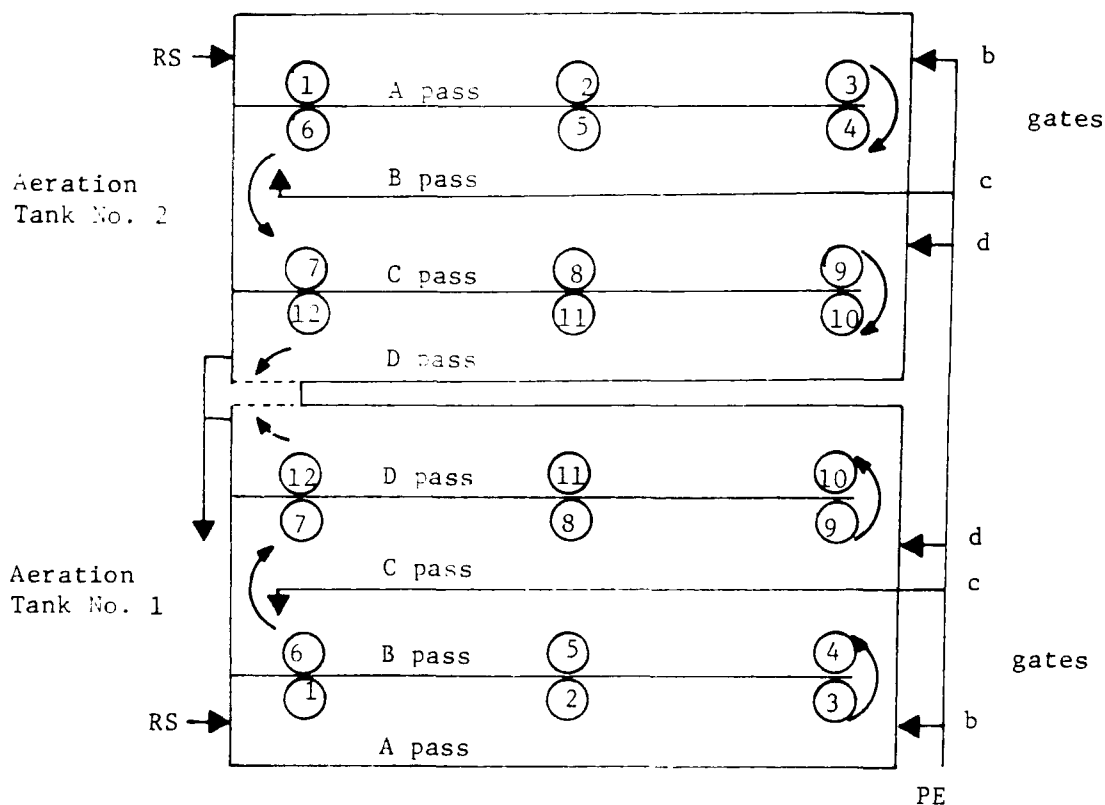 RS
b
1
2
3
A pass
gates
6
5
4
Aeration
Tank No. 2
B pass
c
d
7
8
9
C pass
12
11
10
D pass
12
11
10
D pass
7
8
9
d
Aeration
Tank No. 1
C pass
c
6
5
4
B pass
gates
1
2
3
RS
b
A pass
PE